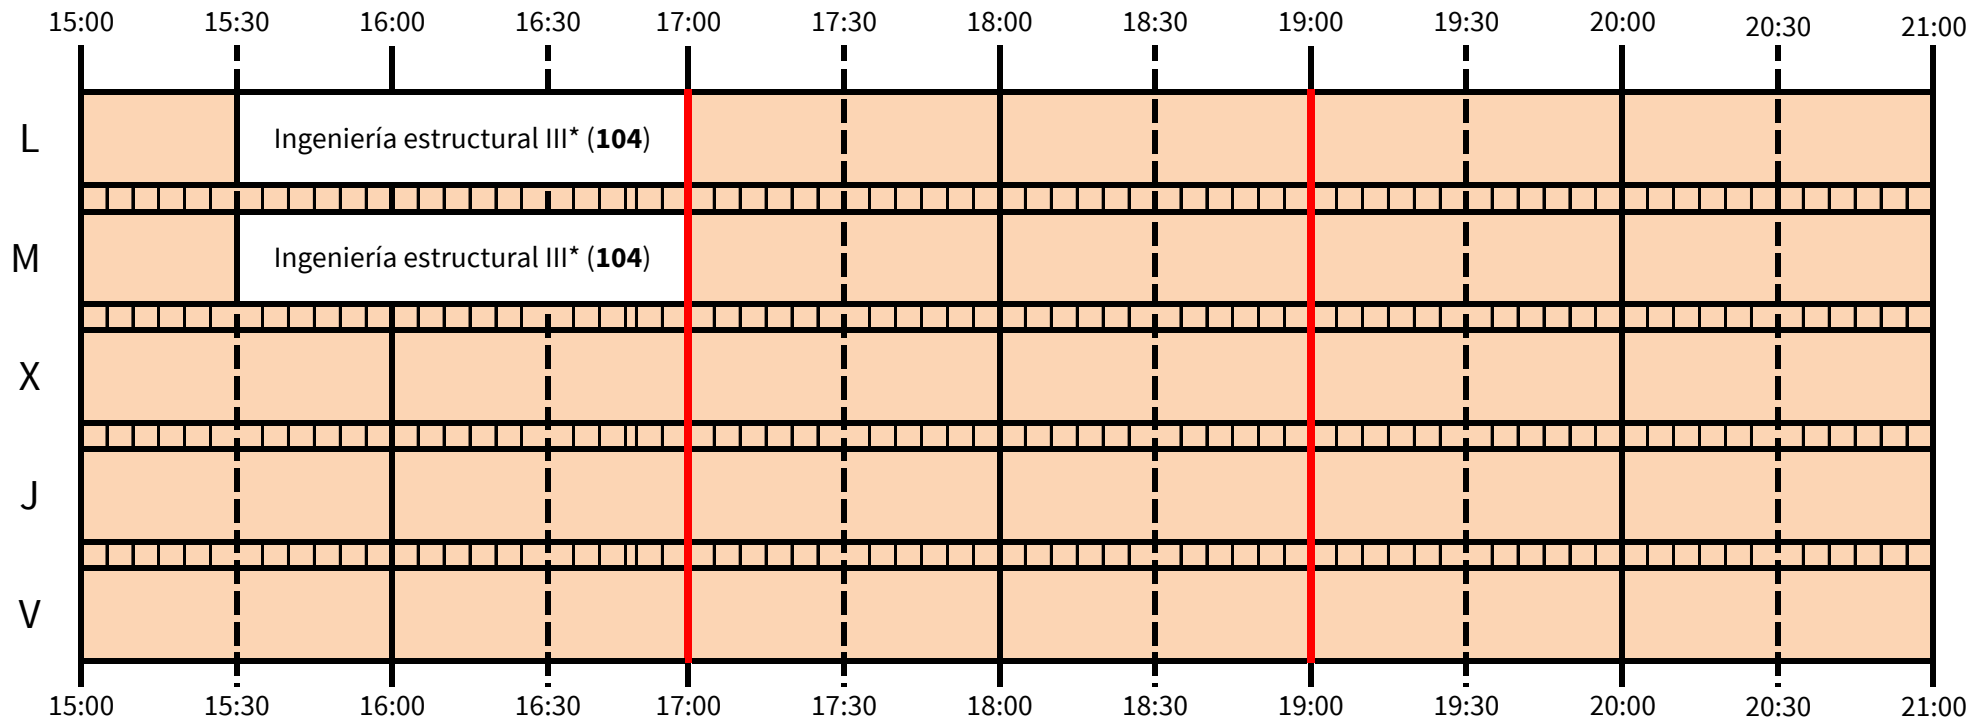 15:00 15:30 16:00 16:30 17:00 17:30 18:00 18:30 19:00 19:30 20:00 20:30 21:00
L Ingeniería estructural III* (104)
M Ingeniería estructural III* (104)
X
J
V
15:00 15:30 16:00 16:30 17:00 17:30 18:00 18:30 19:00 19:30 20:00 20:30 21:00